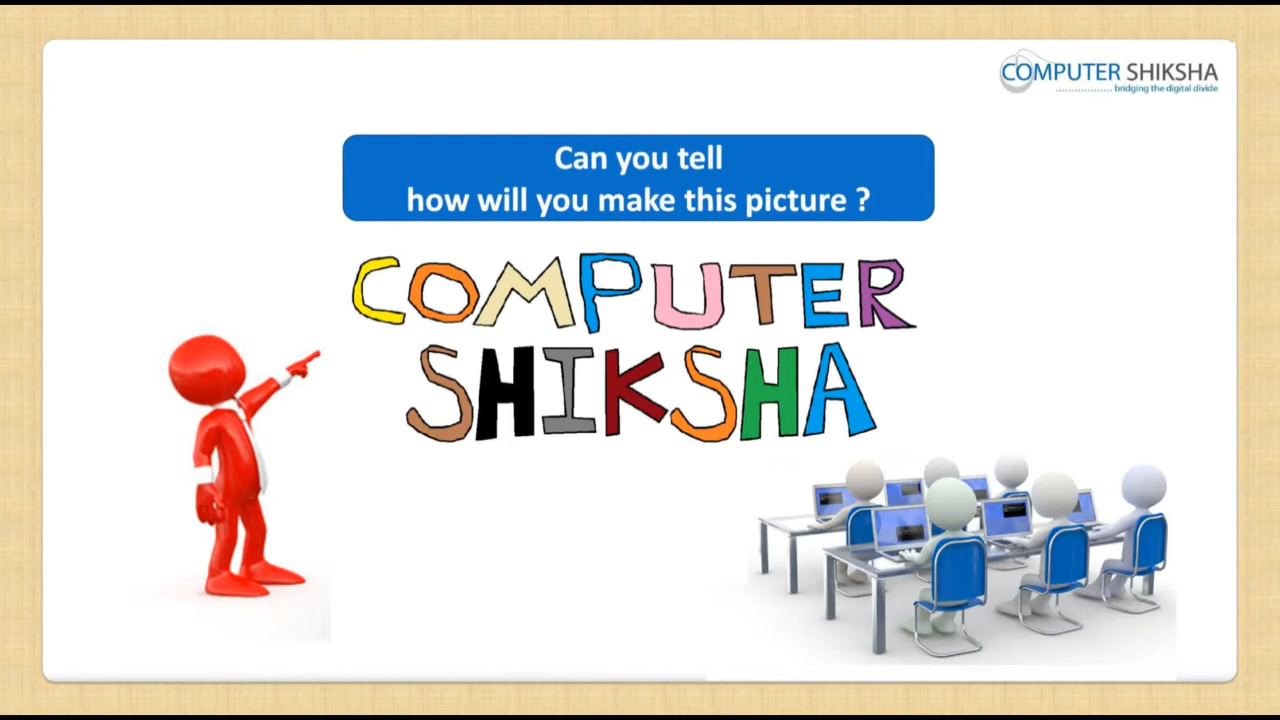 COMPUTER SHIKSHA
bridging the digital divide
Can you tell
how will you make this picture ?
COMPUTER
SHIKSHA